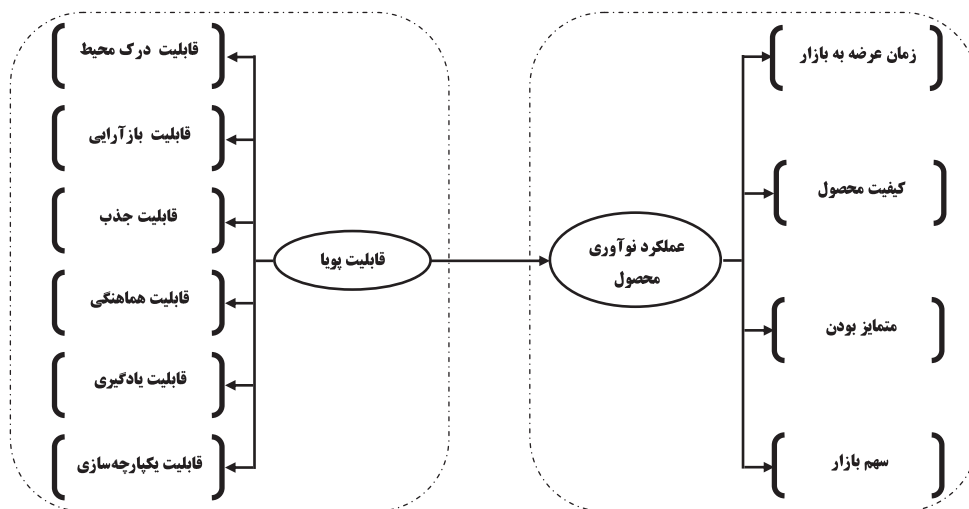 زمان عرضه به بازار
کیفیت محصول
متمایز بودن
سهم بازار
عملکرد نوآوری
محصول
قابلیت پویا
قابلیت درک محیط
قابلیت بازآرایی
قابلیت جذب
قابلیت هماهنگی
قابلیت یادگیری
قابلیت یکپارچه‌سازی